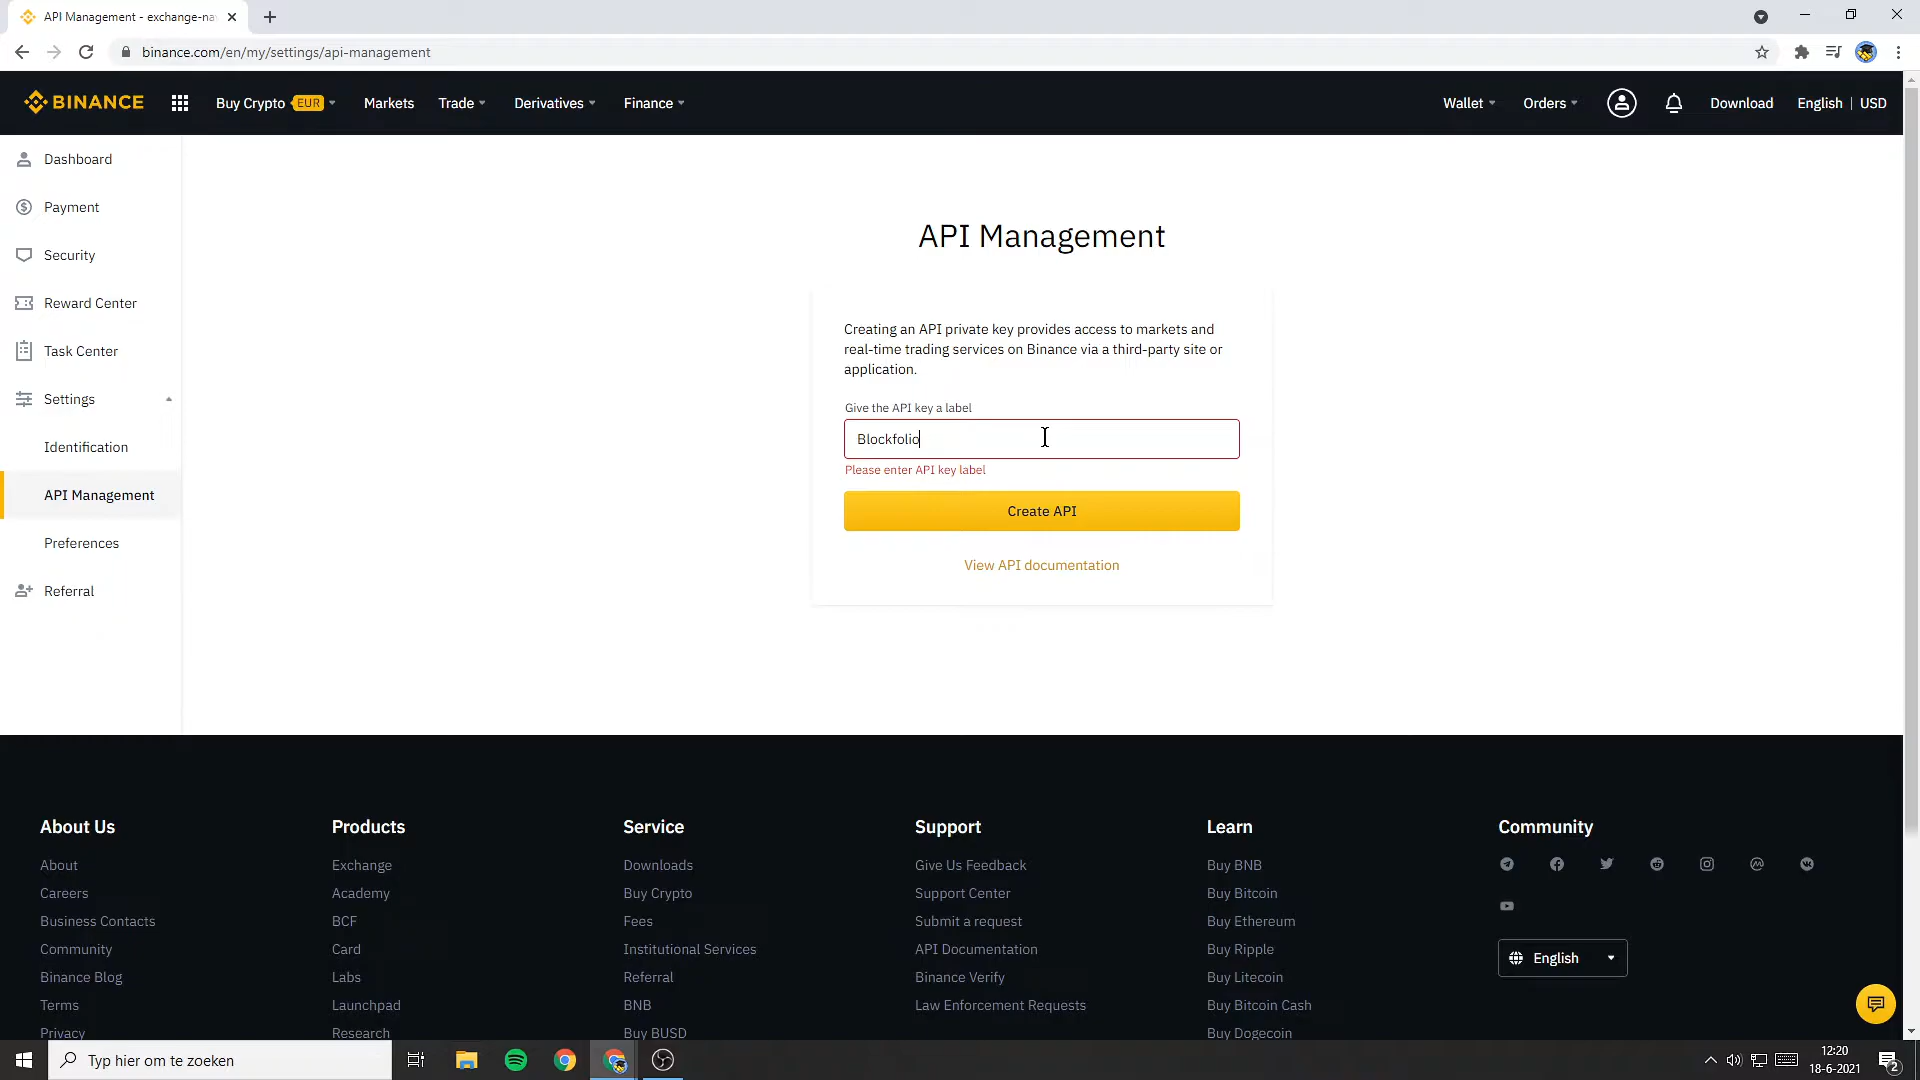 API Management - exchange-na
binance.com/en/my/settings/api-management
BINANCE
Buy Crypto EUR
Markets
Trade
Derivatives
Finance
Wallet
Orders
Download
English | USD
Dashboard
Payment
Security
Reward Center
Task Center
Settings
Identification
API Management
Preferences
Referral
API Management
Creating an API private key provides access to markets and
real-time trading services on Binance via a third-party site or
application.
Give the API key a label
Blockfolio
Please enter API key label
Create API
View API documentation
About Us
About
Careers
Business Contacts
Community
Binance Blog
Terms
Privacy
Products
Exchange
Academy
BCF
Card
Labs
Launchpad
Research
Service
Downloads
Buy Crypto
Fees
Institutional Services
Referral
BNB
Buy BUSD
Support
Give Us Feedback
Support Center
Submit a request
API Documentation
Binance Verify
Law Enforcement Requests
Learn
Buy BNB
Buy Bitcoin
Buy Ethereum
Buy Ripple
Buy Litecoin
Buy Bitcoin Cash
Buy Dogecoin
Community
English
Typ hier om te zoeken
12:20
18-6-2021
2